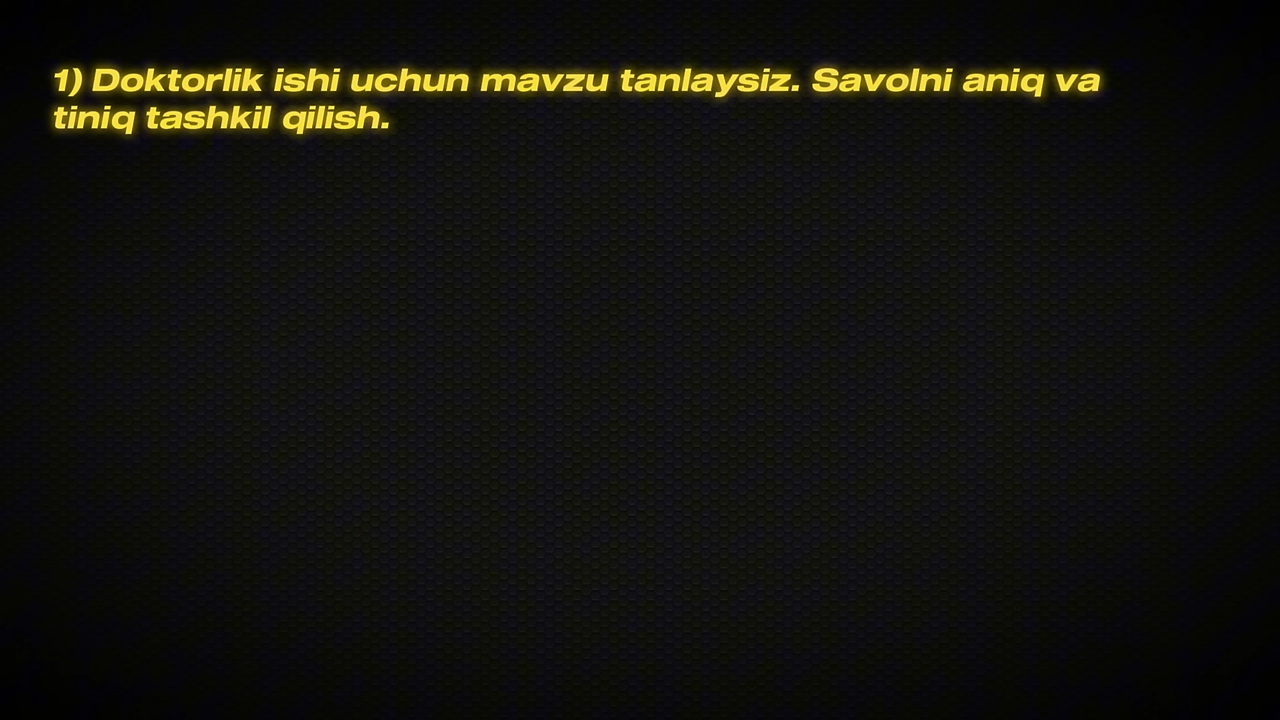 1) Doktorlik ishi uchun mavzu tanlaysiz. Savolni aniq va
tiniq tashkil qilish.